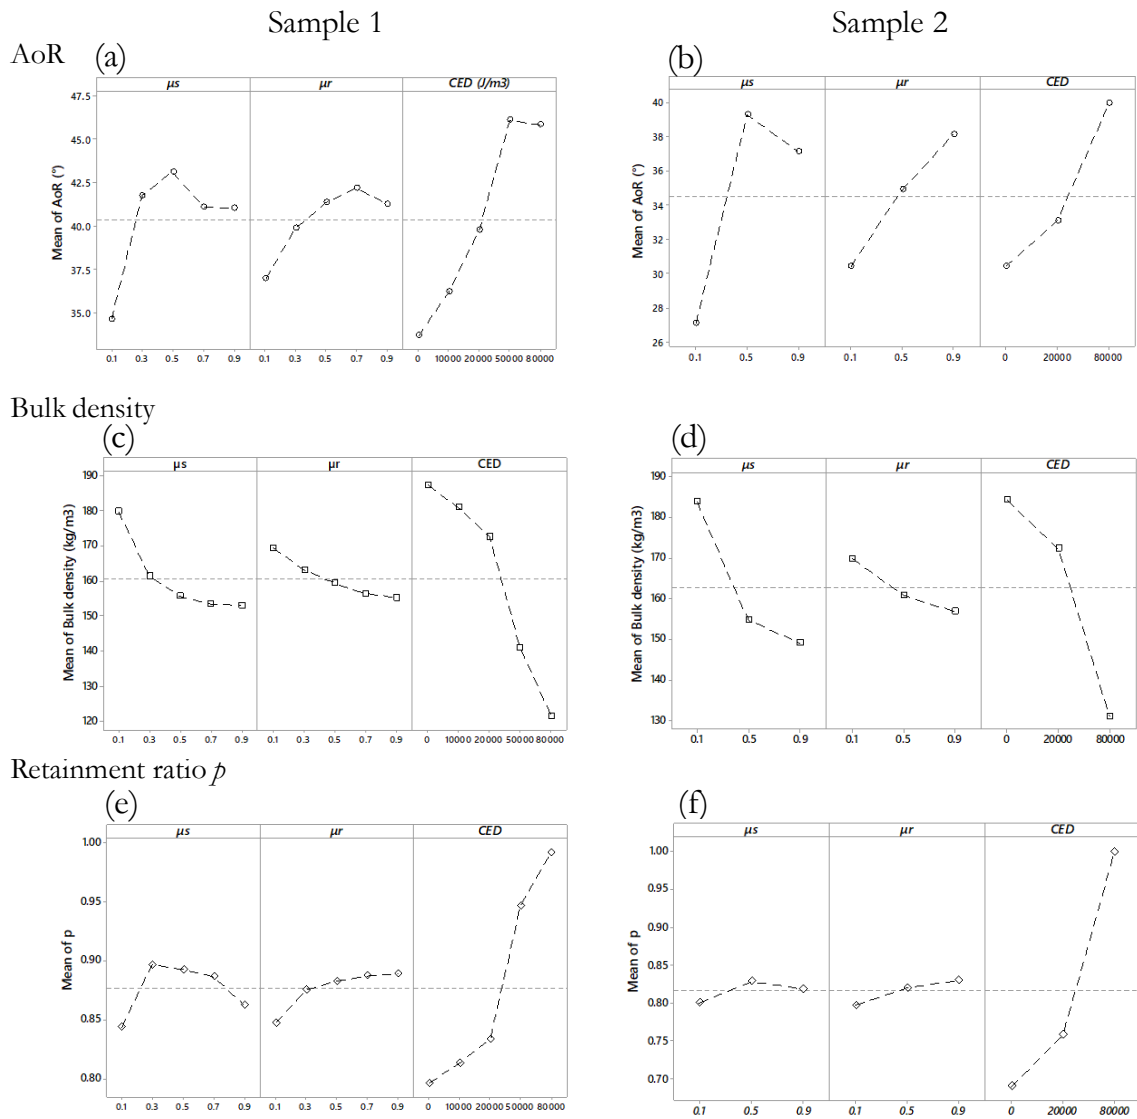 Sample 1
Sample 2
AoR
(a)
µs
µr
CED (J/m3)
Mean of AoR (°)
47.5
45.0
42.5
40.0
37.5
35.0
0.1 0.3 0.5 0.7 0.9
0.1 0.3 0.5 0.7 0.9
0 10000 20000 50000 80000
(b)
µs
µr
CED
Mean of AoR (°)
40
38
36
34
32
30
28
26
0.1 0.5 0.9
0.1 0.5 0.9
0 20000 80000
Bulk density
(c)
µs
µr
CED
Mean of Bulk density (kg/m3)
190
180
170
160
150
140
130
120
0.1 0.3 0.5 0.7 0.9
0.1 0.3 0.5 0.7 0.9
0 10000 20000 50000 80000
(d)
µs
µr
CED
Mean of Bulk density (kg/m3)
190
180
170
160
150
140
130
0.1 0.5 0.9
0.1 0.5 0.9
0 20000 80000
Retainment ratio p
(e)
µs
µr
CED
Mean of p
1.00
0.95
0.90
0.85
0.80
0.1 0.3 0.5 0.7 0.9
0.1 0.3 0.5 0.7 0.9
0 10000 20000 50000 80000
(f)
µs
µr
CED
Mean of p
1.00
0.95
0.90
0.85
0.80
0.75
0.70
0.1 0.5 0.9
0.1 0.5 0.9
0 20000 80000